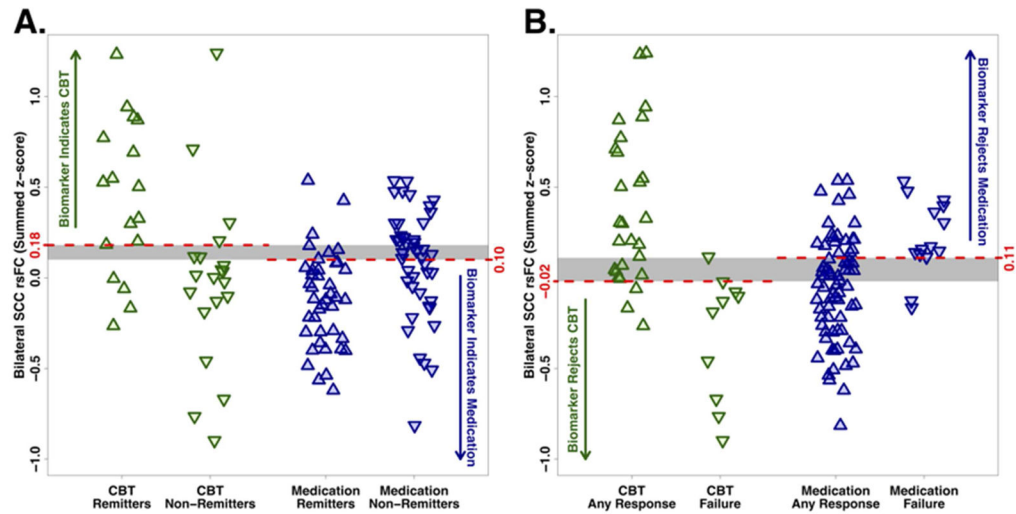 A.
Bilateral SCC rsFC (Summed z-score)
1.0
0.5
0.0
−0.5
−1.0
0.18
Biomarker Indicates CBT
0.10
Biomarker Indicates Medication
CBT
Remitters
CBT
Non-Remitters
Medication
Remitters
Medication
Non-Remitters
B.
Bilateral SCC rsFC (Summed z-score)
1.0
0.5
−0.02
−0.5
−1.0
Biomarker Rejects CBT
Biomarker Rejects Medication
0.11
CBT
Any Response
CBT
Failure
Medication
Any Response
Medication
Failure